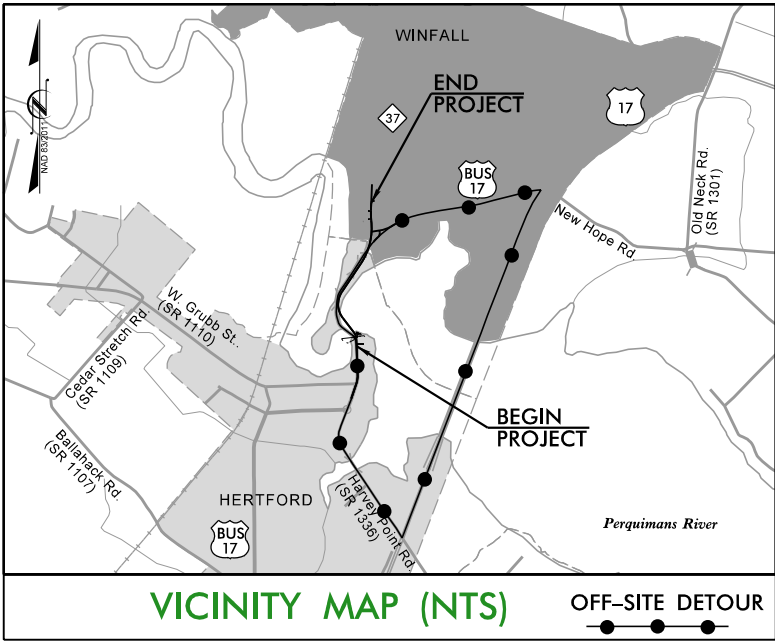 WINFALL
END
PROJECT
37
17
BUS
17
NAD 83/2011
Old Neck Rd.
(SR 1301)
New Hope Rd.
W. Grubb St..
(SR 1110)
Cedar Stretch Rd.
(SR 1109)
Ballahack Rd.
(SR 1107)
BEGIN
PROJECT
HERTFORD
BUS
17
Harvey Point Rd.
(SR 1336)
Perquimans River
VICINITY MAP (NTS)
OFF–SITE DETOUR